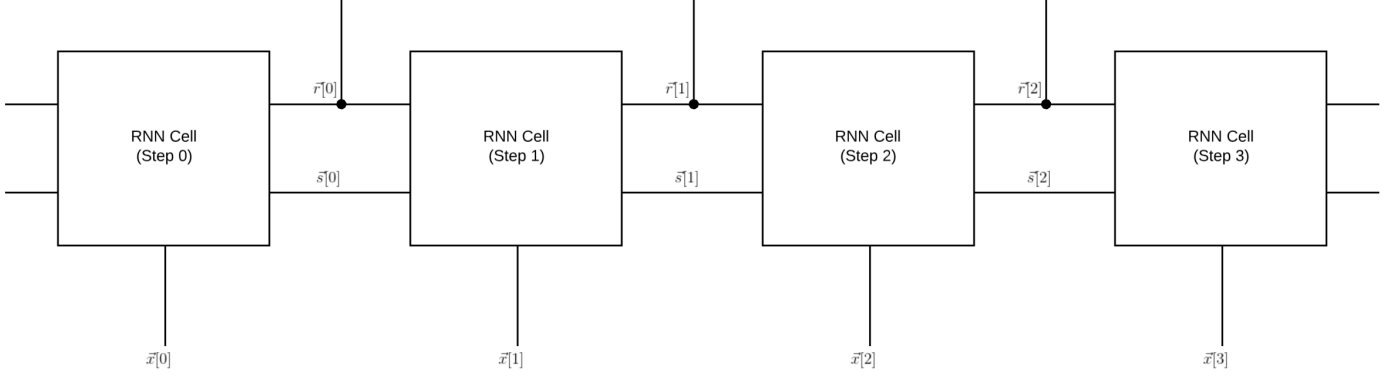 r⃗[0]
r⃗[1]
r⃗[2]
RNN Cell
(Step 0)
RNN Cell
(Step 1)
RNN Cell
(Step 2)
RNN Cell
(Step 3)
s⃗[0]
s⃗[1]
s⃗[2]
x⃗[0]
x⃗[1]
x⃗[2]
x⃗[3]